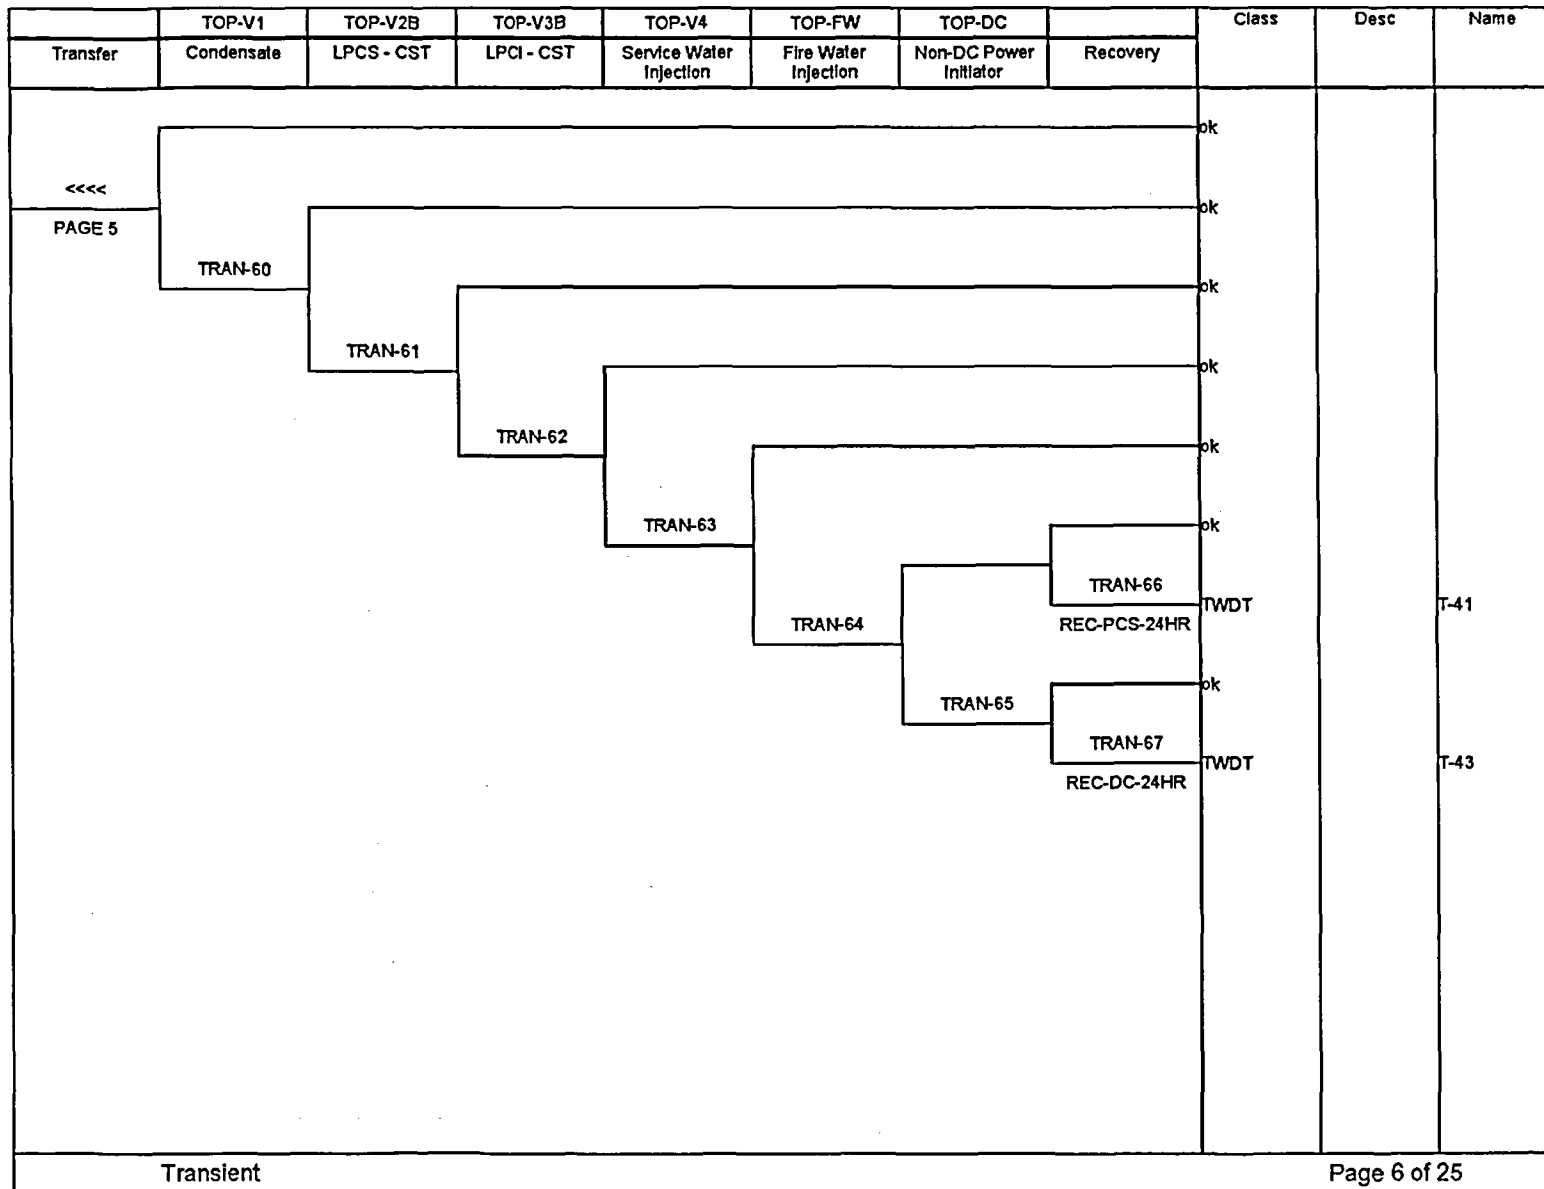 TOP-V1 TOP-V2B TOP-V3B TOP-V4 TOP-FW TOP-DC Class Desc Name
Transfer Condensate LPCS - CST LPCI - CST Service Water Injection Fire Water Injection Non-DC Power Initiator Recovery
ok
<<<<
ok
PAGE 5
TRAN-60
ok
TRAN-61
ok
TRAN-62
ok
TRAN-63
ok
TRAN-66
TWDT T-41
TRAN-64
REC-PCS-24HR
ok
TRAN-65
TRAN-67
TWDT T-43
REC-DC-24HR
Transient Page 6 of 25